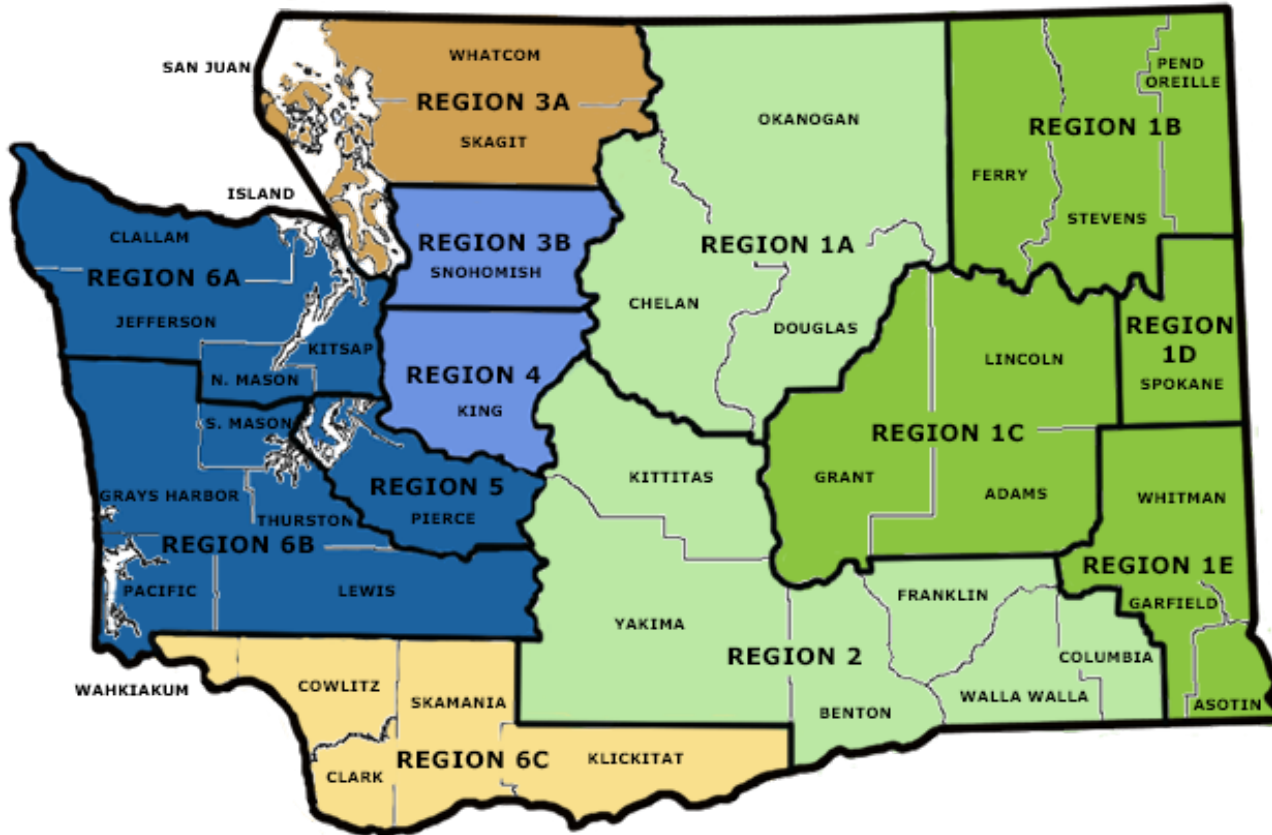 WHATCOM
SAN JUAN
PEND
OREILLE
REGION 3A
OKANOGAN
REGION 1B
SKAGIT
FERRY
ISLAND
STEVENS
CLALLAM
REGION 3B
REGION 1A
SNOHOMISH
REGION 6A
CHELAN
JEFFERSON
DOUGLAS
REGION
1D
KITSAP
LINCOLN
N. MASON
REGION 4
SPOKANE
KING
S. MASON
REGION 1C
KITTITAS
GRANT
REGION 5
GRAYS HARBOR
ADAMS
WHITMAN
THURSTON
PIERCE
REGION 6B
REGION 1E
PACIFIC
LEWIS
FRANKLIN
GARFIELD
YAKIMA
REGION 2
COLUMBIA
WAHKIAKUM
COWLITZ
SKAMANIA
WALLA WALLA
ASOTIN
BENTON
REGION 6C
KLICKITAT
CLARK